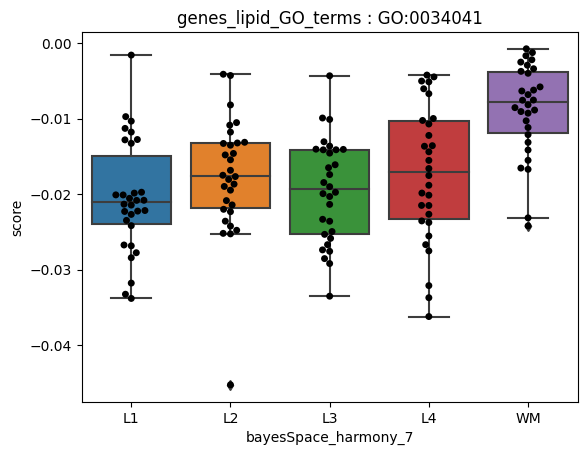 genes_lipid_GO_terms : GO:0034041
0.00
−0.01
−0.02
−0.03
−0.04
score
L1 L2 L3 L4 WM
bayesSpace_harmony_7